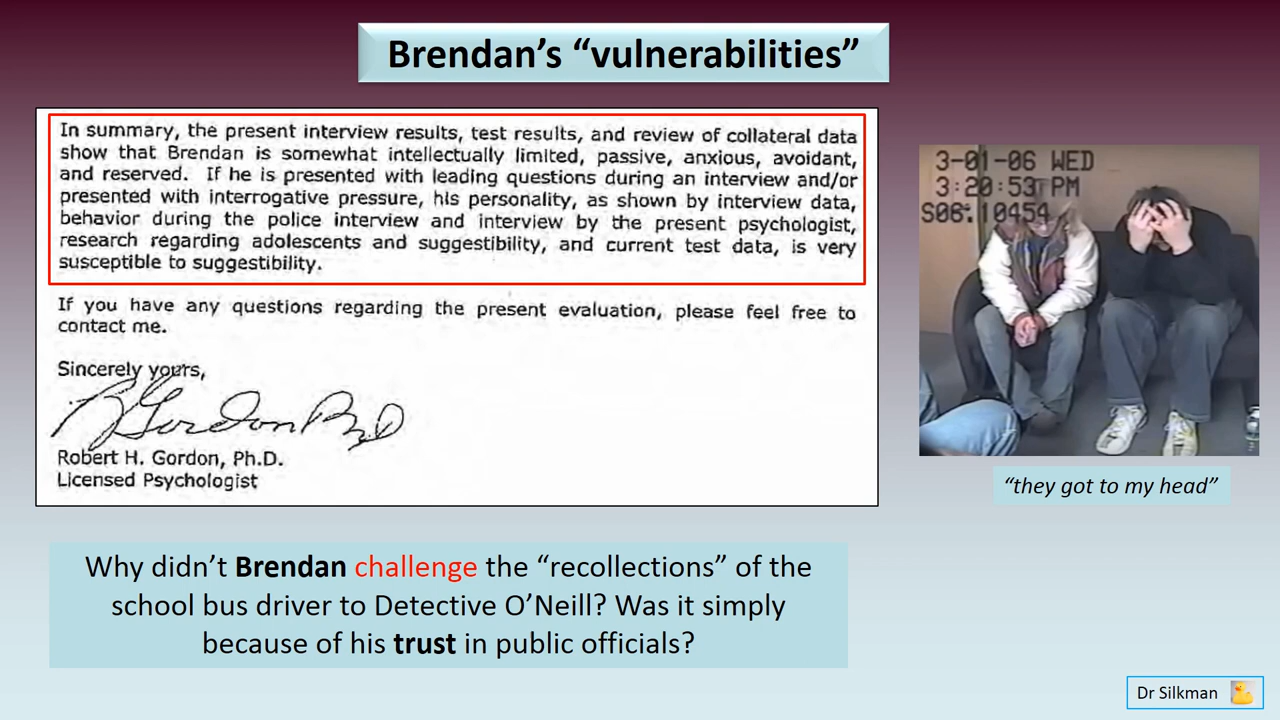 Brendan’s “vulnerabilities”
In summary, the present interview results, test results, and review of collateral data
show that Brendan is somewhat intellectually limited, passive, anxious, avoidant,
and reserved. If he is presented with leading questions during an interview and/or
presented with interrogative pressure, his personality, as shown by interview data,
behavior during the police interview and interview by the present psychologist,
research regarding adolescents and suggestibility, and current test data, is very
susceptible to suggestibility.
If you have any questions regarding the present evaluation, please feel free to
contact me.
Sincerely yours,
Robert H. Gordon, Ph.D.
Licensed Psychologist
3-01-06 WED
3:20:53 PM
S06:10454
“they got to my head”
Why didn’t Brendan challenge the “recollections” of the
school bus driver to Detective O’Neill? Was it simply
because of his trust in public officials?
Dr Silkman